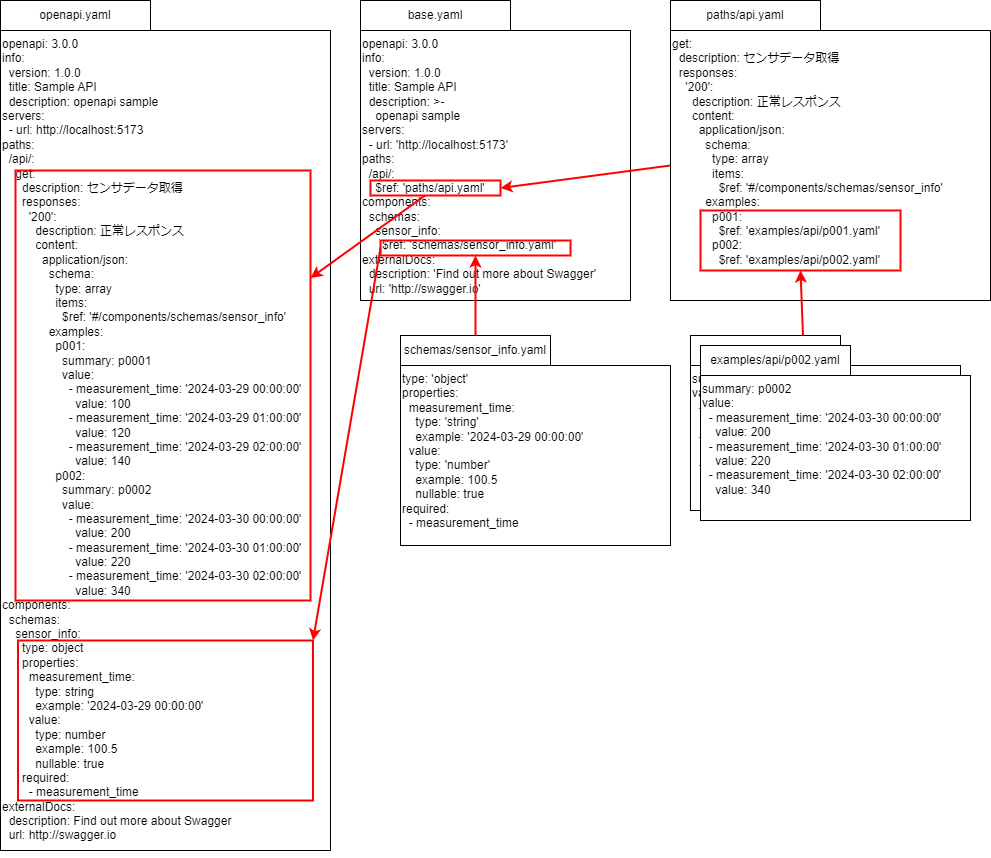 openapi.yaml
openapi: 3.0.0
info:
version: 1.0.0
title: Sample API
description: openapi sample
servers:
- url: http://localhost:5173
paths:
/api/:
get:
description: センサデータ取得
responses:
'200':
description: 正常レスポンス
content:
application/json:
schema:
type: array
items:
$ref: '#/components/schemas/sensor_info'
examples:
p001:
summary: p0001
value:
- measurement_time: '2024-03-29 00:00:00'
value: 100
- measurement_time: '2024-03-29 01:00:00'
value: 120
- measurement_time: '2024-03-29 02:00:00'
value: 140
p002:
summary: p0002
value:
- measurement_time: '2024-03-30 00:00:00'
value: 200
- measurement_time: '2024-03-30 01:00:00'
value: 220
- measurement_time: '2024-03-30 02:00:00'
value: 340
components:
schemas:
sensor_info:
type: object
properties:
measurement_time:
type: string
example: '2024-03-29 00:00:00'
value:
type: number
example: 100.5
nullable: true
required:
- measurement_time
externalDocs:
description: Find out more about Swagger
url: http://swagger.io
base.yaml
openapi: 3.0.0
info:
version: 1.0.0
title: Sample API
description: >-
openapi sample
servers:
- url: 'http://localhost:5173'
paths:
/api/:
$ref: 'paths/api.yaml'
components:
schemas:
sensor_info:
$ref: 'schemas/sensor_info.yaml'
externalDocs:
description: 'Find out more about Swagger'
url: 'http://swagger.io'
paths/api.yaml
get:
description: センサデータ取得
responses:
'200':
description: 正常レスポンス
content:
application/json:
schema:
type: array
items:
$ref: '#/components/schemas/sensor_info'
examples:
p001:
$ref: 'examples/api/p001.yaml'
p002:
$ref: 'examples/api/p002.yaml'
schemas/sensor_info.yaml
type: 'object'
properties:
measurement_time:
type: 'string'
example: '2024-03-29 00:00:00'
value:
type: 'number'
example: 100.5
nullable: true
required:
- measurement_time
examples/api/p002.yaml
summary: p0002
value:
- measurement_time: '2024-03-30 00:00:00'
value: 200
- measurement_time: '2024-03-30 01:00:00'
value: 220
- measurement_time: '2024-03-30 02:00:00'
value: 340